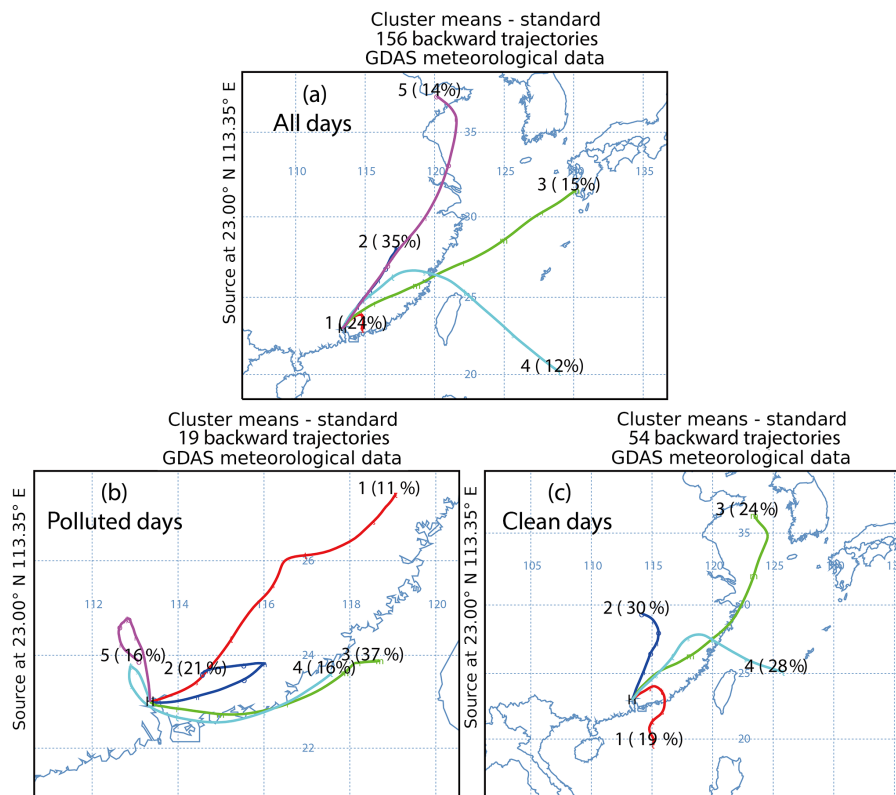 Cluster means - standard
156 backward trajectories
GDAS meteorological data
Source at 23.00° N 113.35° E
(a)
All days
5 ( 14%)
35
110
115
120
125
135
3 ( 15%)
30
2 ( 35%)
25
1 ( 24%)
4 ( 12%)
20
Cluster means - standard
19 backward trajectories
GDAS meteorological data
Source at 23.00° N 113.35° E
(b)
Polluted days
1 (11 %)
26
112
114
116
118
120
24
5 ( 16%)
2 ( 21%)
4 ( 16%)
3 ( 37%)
22
Cluster means - standard
54 backward trajectories
GDAS meteorological data
Source at 23.00° N 113.35° E
(c)
Clean days
3 ( 24%)
35
105
110
115
120
125
30
2 ( 30 %)
25
4 ( 28%)
1 ( 19 %)
20